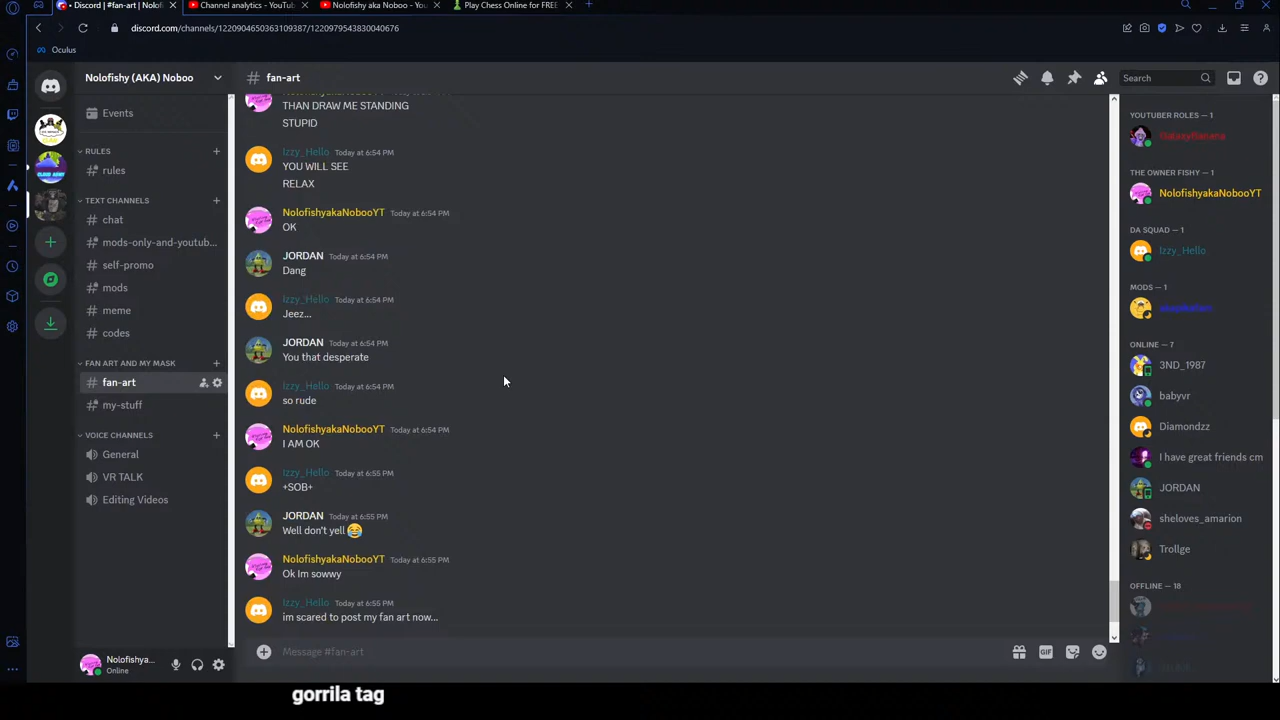 Discord | #fan-art | Nolofi
Channel analytics - YouTube
Nolofishy aka Noboo - You
Play Chess Online for FREE
discord.com/channels/1220904650363109387/1220979543830040676
Oculus
Nolofishy (AKA) Noboo
Events
RULES
rules
TEXT CHANNELS
chat
mods-only-and-youtub...
self-promo
mods
meme
codes
FAN ART AND MY MASK
fan-art
my-stuff
VOICE CHANNELS
General
VR TALK
Editing Videos
Nolofishya...
Online
fan-art
Search
THAN DRAW ME STANDING
STUPID
Izzy_Hello Today at 6:54 PM
YOU WILL SEE
RELAX
NolofishyakaNobooYT Today at 6:54 PM
OK
JORDAN Today at 6:54 PM
Dang
Izzy_Hello Today at 6:54 PM
Jeez...
JORDAN Today at 6:54 PM
You that desperate
Izzy_Hello Today at 6:54 PM
so rude
NolofishyakaNobooYT Today at 6:54 PM
I AM OK
Izzy_Hello Today at 6:55 PM
+SOB+
JORDAN Today at 6:55 PM
Well don't yell 😂
NolofishyakaNobooYT Today at 6:55 PM
Ok Im sowwy
Izzy_Hello Today at 6:55 PM
im scared to post my fan art now...
Message #fan-art
GIF
YOUTUBER ROLES — 1
THE OWNER FISHY — 1
NolofishyakaNobooYT
DA SQUAD — 1
Izzy_Hello
MODS — 1
ONLINE — 7
3ND_1987
babyvr
Diamondzz
I have great friends cm
JORDAN
sheloves_amarion
Trollge
OFFLINE — 18
gorrila tag